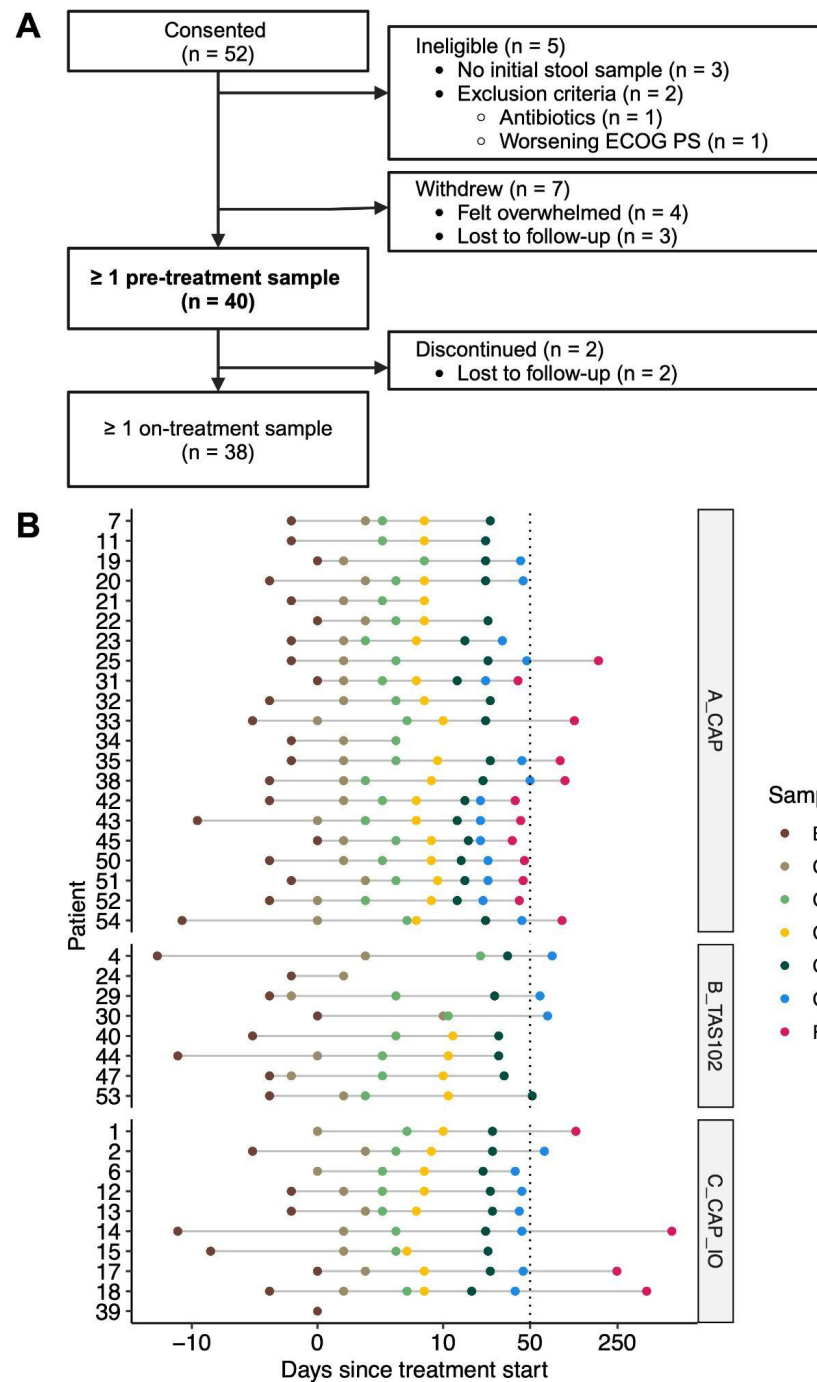 A
Consented
(n = 52)
Ineligible (n = 5)
• No initial stool sample (n = 3)
• Exclusion criteria (n = 2)
○ Antibiotics (n = 1)
○ Worsening ECOG PS (n = 1)
Withdrew (n = 7)
• Felt overwhelmed (n = 4)
• Lost to follow-up (n = 3)
≥ 1 pre-treatment sample
(n = 40)
Discontinued (n = 2)
• Lost to follow-up (n = 2)
≥ 1 on-treatment sample
(n = 38)
B
Patient
7
11
19
20
21
22
23
25
31
32
33
34
35
38
42
43
45
50
51
52
54
A_CAP
4
24
29
30
40
44
47
53
B_TAS102
1
2
6
12
13
14
15
17
18
39
C_CAP_IO
−10
0
10
50
250
Days since treatment start